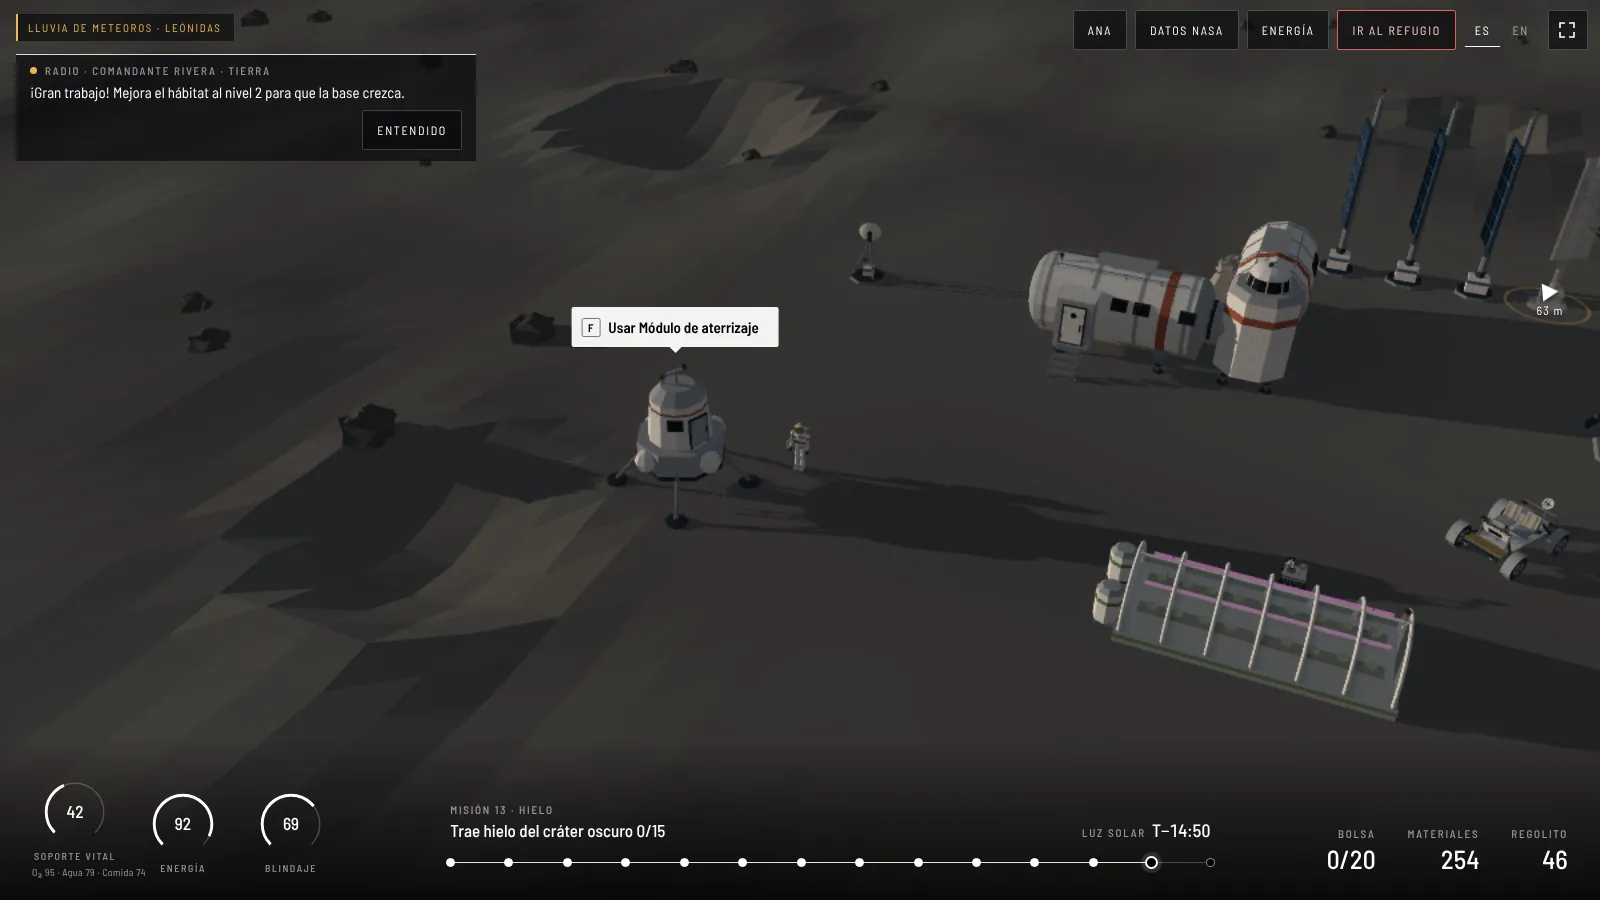 LLUVIA DE METEOROS · LEÓNIDAS
ANA
DATOS NASA
ENERGÍA
IR AL REFUGIO
ES
EN
RADIO · COMANDANTE RIVERA · TIERRA
¡Gran trabajo! Mejora el hábitat al nivel 2 para que la base crezca.
ENTENDIDO
63 m
F Usar Módulo de aterrizaje
42
92
69
SOPORTE VITAL
O₂ 95 · Agua 79 · Comida 74
ENERGÍA
BLINDAJE
MISIÓN 13 · HIELO
Trae hielo del cráter oscuro 0/15
LUZ SOLAR T−14:50
BOLSA
0/20
MATERIALES
254
REGOLITO
46